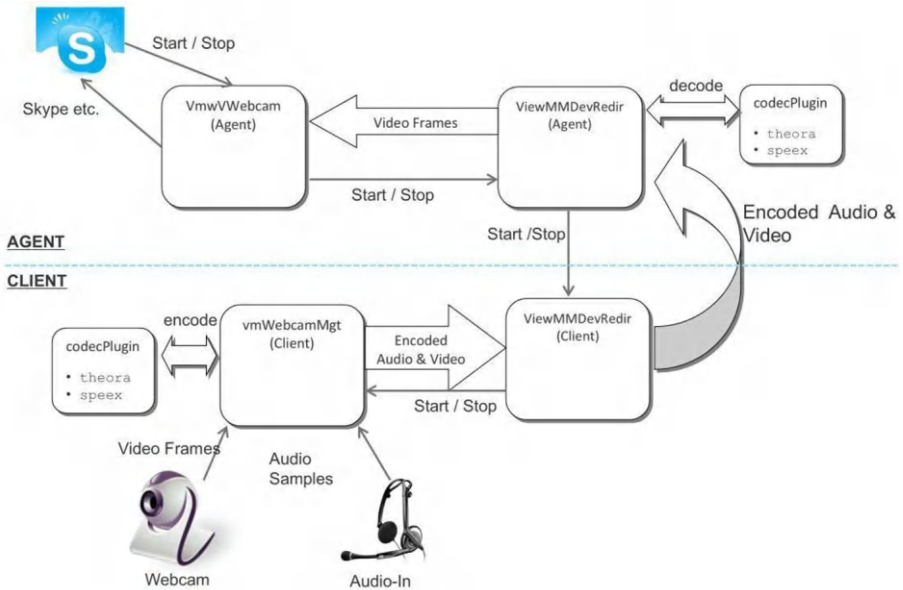 S
Start / Stop
Skype etc.
VmwVWebcam
(Agent)
Video Frames
Start / Stop
ViewMMDevRedir
(Agent)
decode
codecPlugin
• theora
• speex
Encoded Audio &
Video
Start /Stop
AGENT
CLIENT
codecPlugin
• theora
• speex
encode
vmWebcamMgt
(Client)
Encoded
Audio & Video
Start / Stop
ViewMMDevRedir
(Client)
Video Frames
Audio
Samples
Webcam
Audio-In